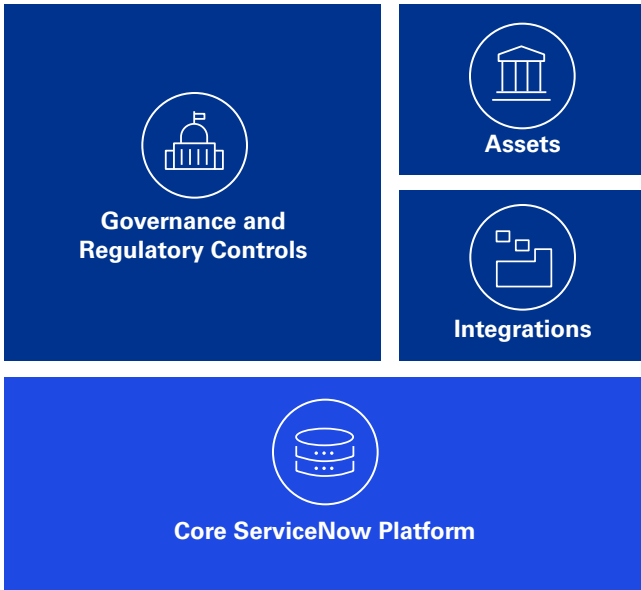 Governance and
Regulatory Controls
Assets
Integrations
Core ServiceNow Platform